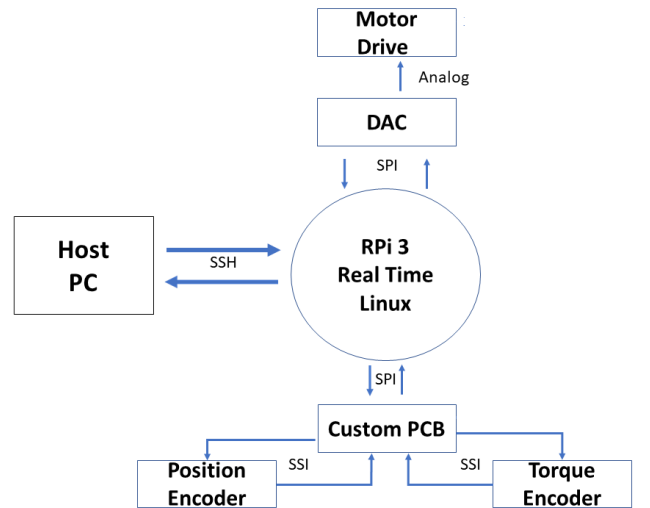 Motor
Drive
Analog
DAC
SPI
Host
PC
SSH
RPi 3
Real Time
Linux
SPI
Custom PCB
Position
Encoder
SSI
SSI
Torque
Encoder